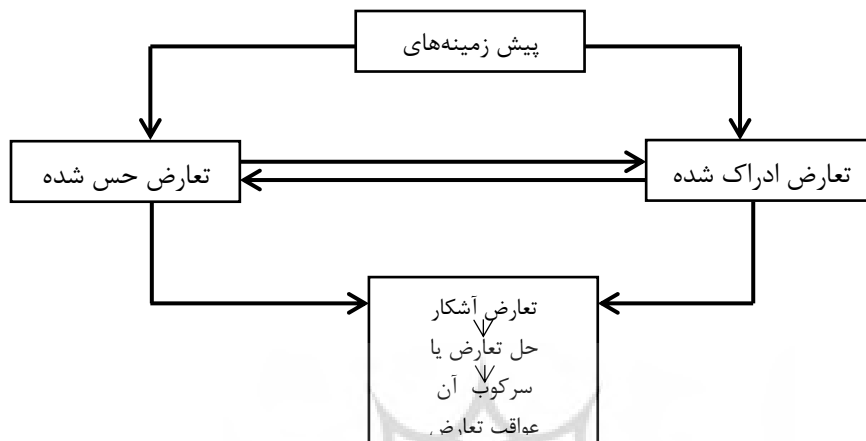 پیش زمینه‌های
تعارض ادراک شده
تعارض حس شده
تعارض آشکار
حل تعارض یا
سرکوب آن
عواقب تعارض